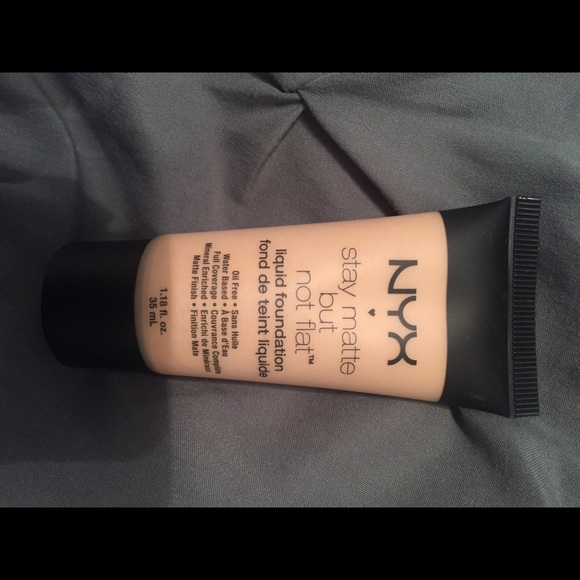 NYX
stay matte
but
not flat™
liquid foundation
fond de teint liquide
Oil Free • Sans Huile
Water Based • À Base d'Eau
Full Coverage • Couvrance Complète
Mineral Enriched • Enrichi de Minéraux
Matte Finish • Finition Mate
1.18 fl. oz.
35 mL